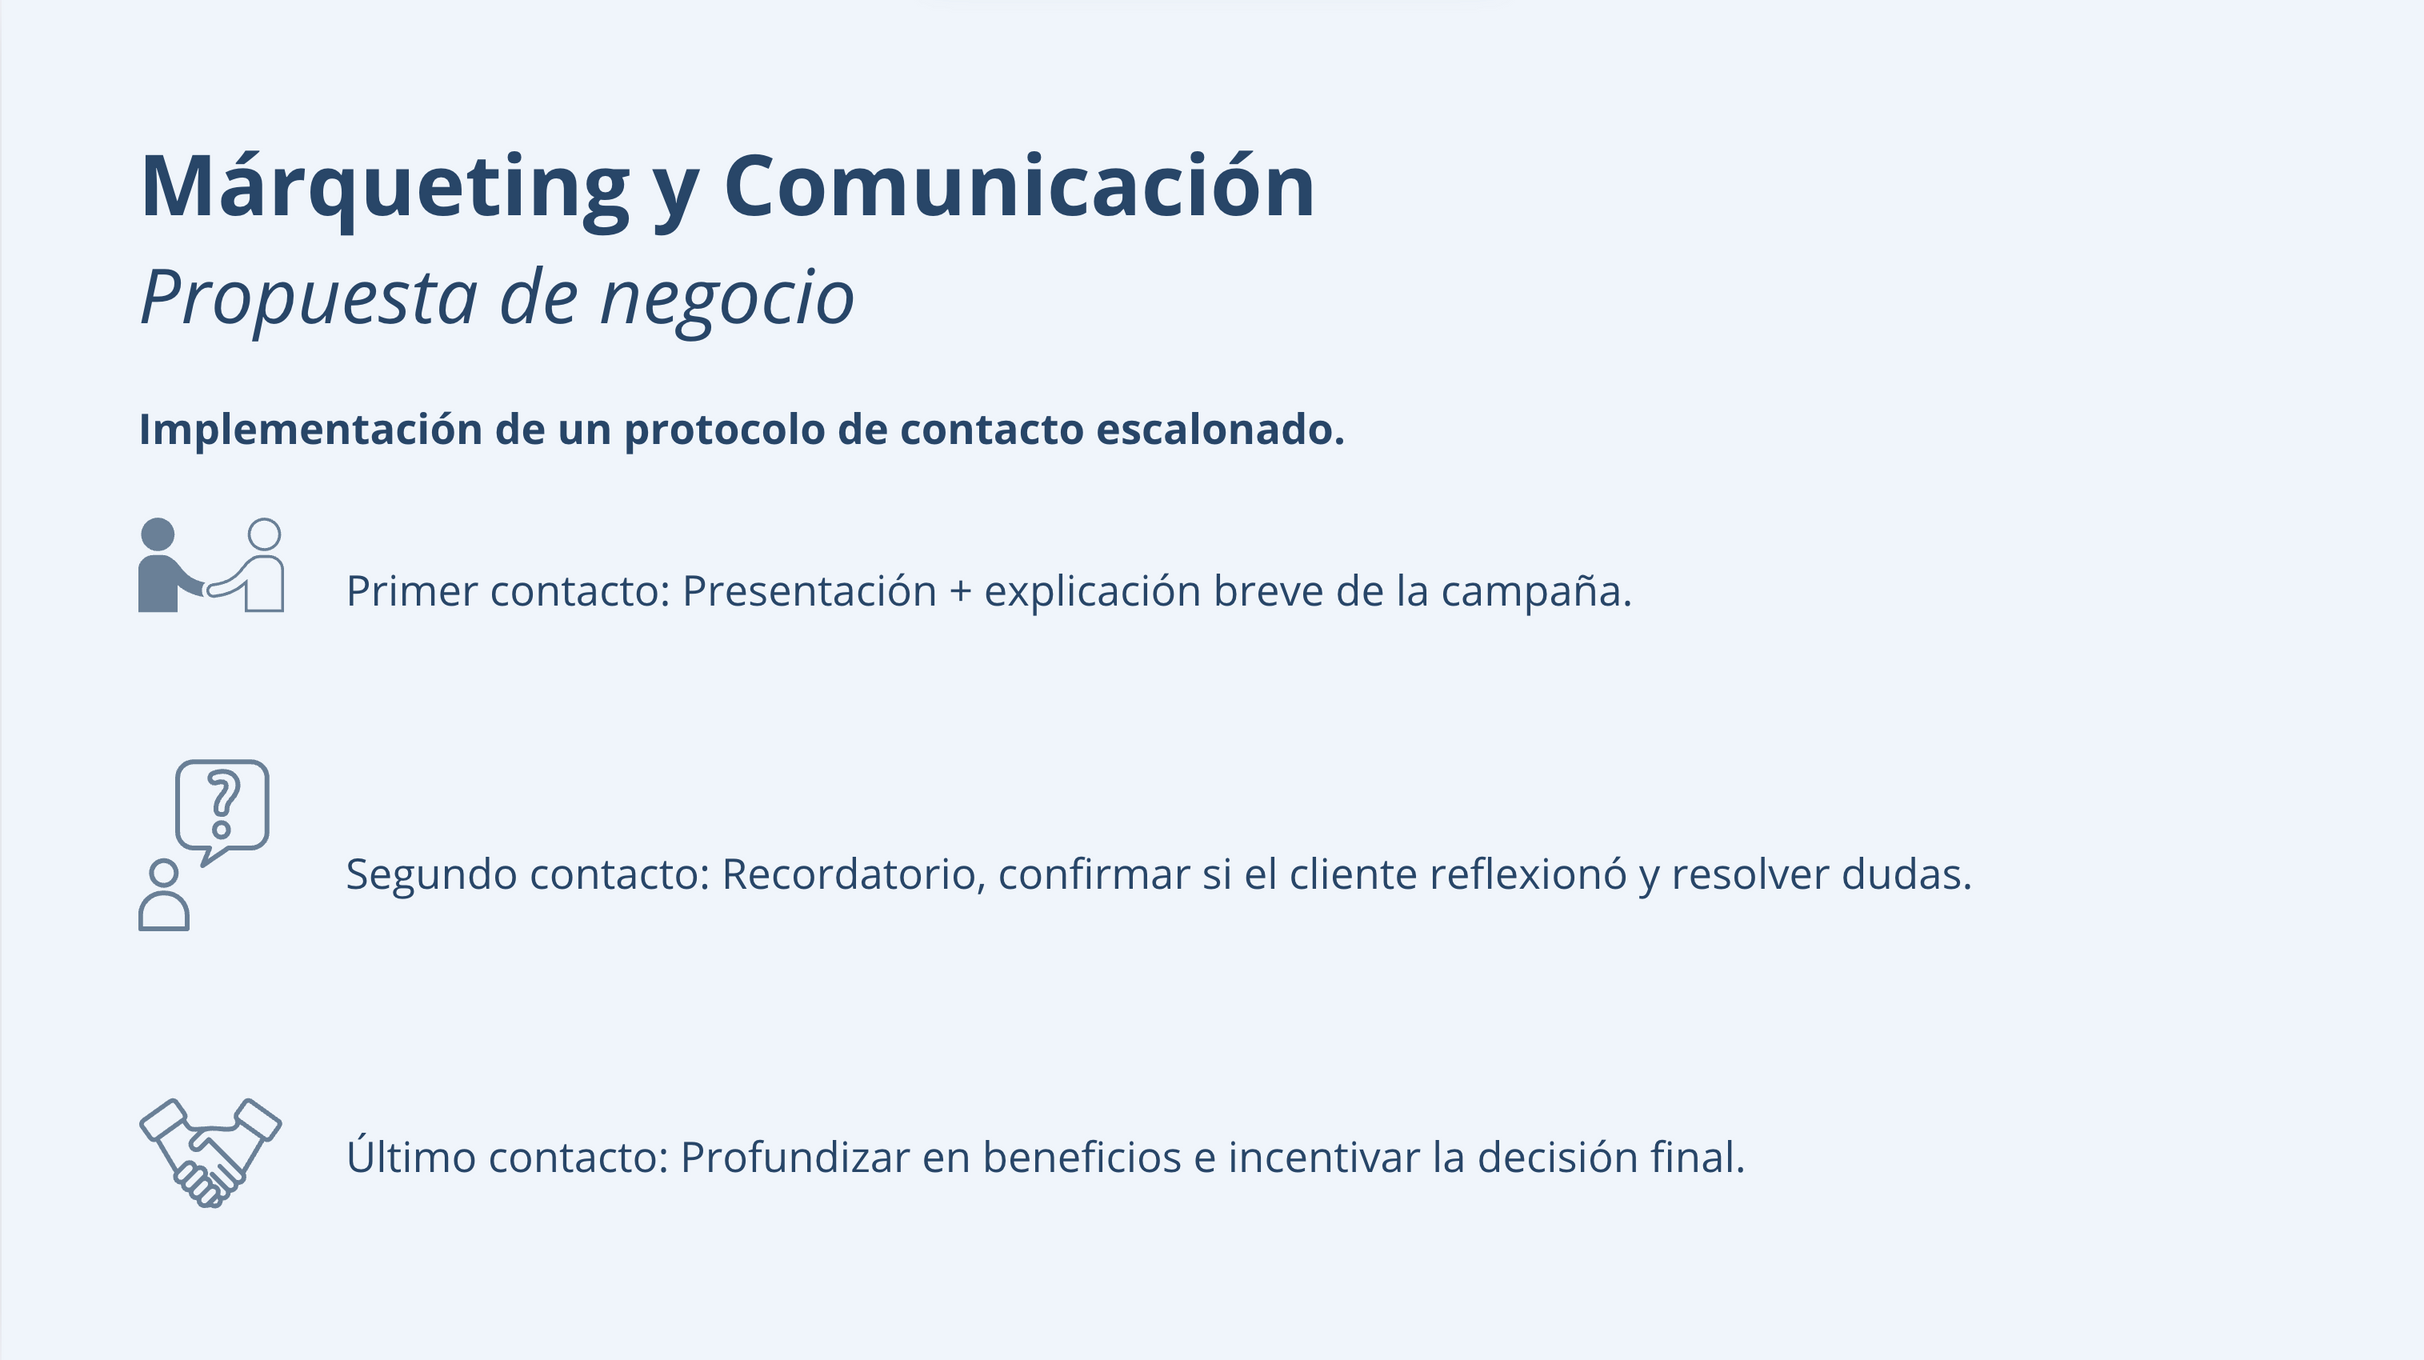 Márqueting y Comunicación
Propuesta de negocio
Implementación de un protocolo de contacto escalonado.
Primer contacto: Presentación + explicación breve de la campaña.
?
Segundo contacto: Recordatorio, confirmar si el cliente reflexionó y resolver dudas.
Último contacto: Profundizar en beneficios e incentivar la decisión final.